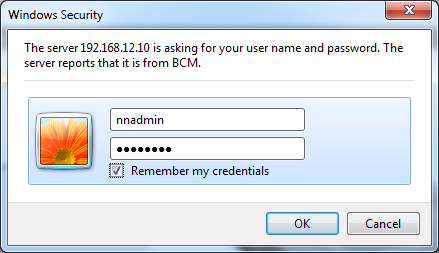 Windows Security
The server 192.168.12.10 is asking for your user name and password. The
server reports that it is from BCM.
nnadmin
••••••••
Remember my credentials
OK
Cancel